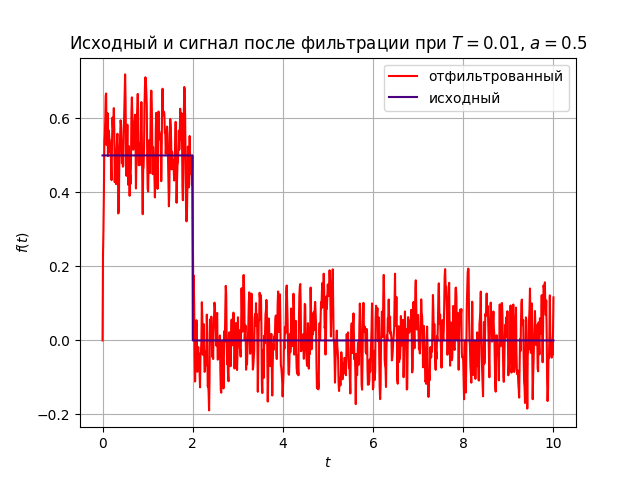 Исходный и сигнал после фильтрации при T = 0.01, a = 0.5
отфильтрованный
исходный
f(t)
0.6
0.4
0.2
0.0
−0.2
0 2 4 6 8 10
t